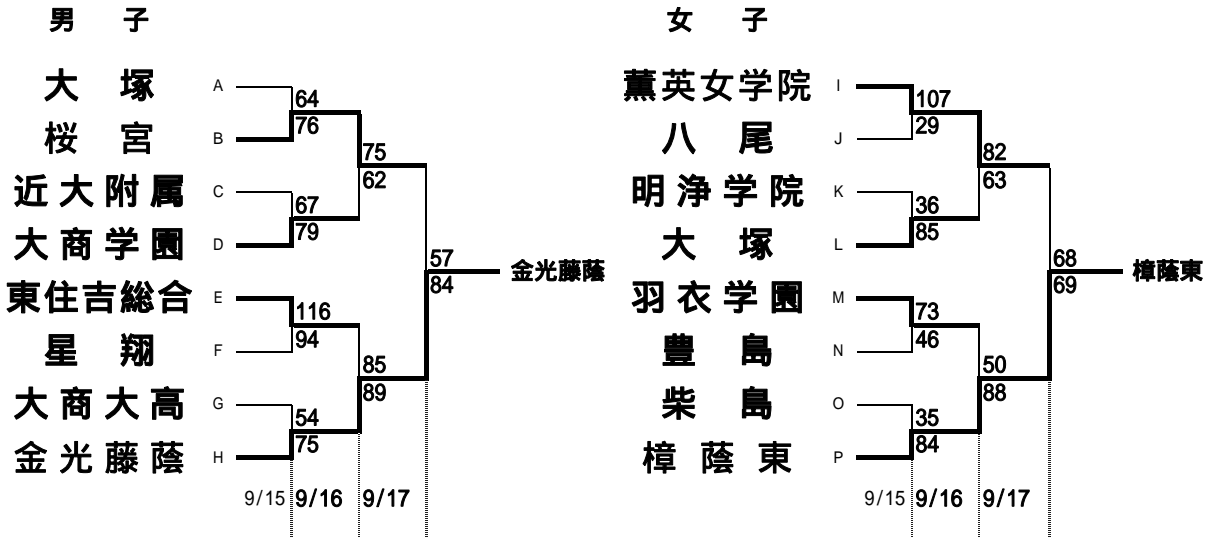 男子
大塚 A
64
76
桜宮 B
75
62
近大附属 C
67
79
大商学園 D
57
84
金光藤蔭
東住吉総合 E
116
94
星翔 F
85
89
大商大高 G
54
75
金光藤蔭 H
9/15 9/16 9/17
女子
薫英女学院 I
107
29
八尾 J
82
63
明浄学院 K
36
85
大塚 L
68
69
樟蔭東
羽衣学園 M
73
46
豊島 N
50
88
柴島 O
35
84
樟蔭東 P
9/15 9/16 9/17